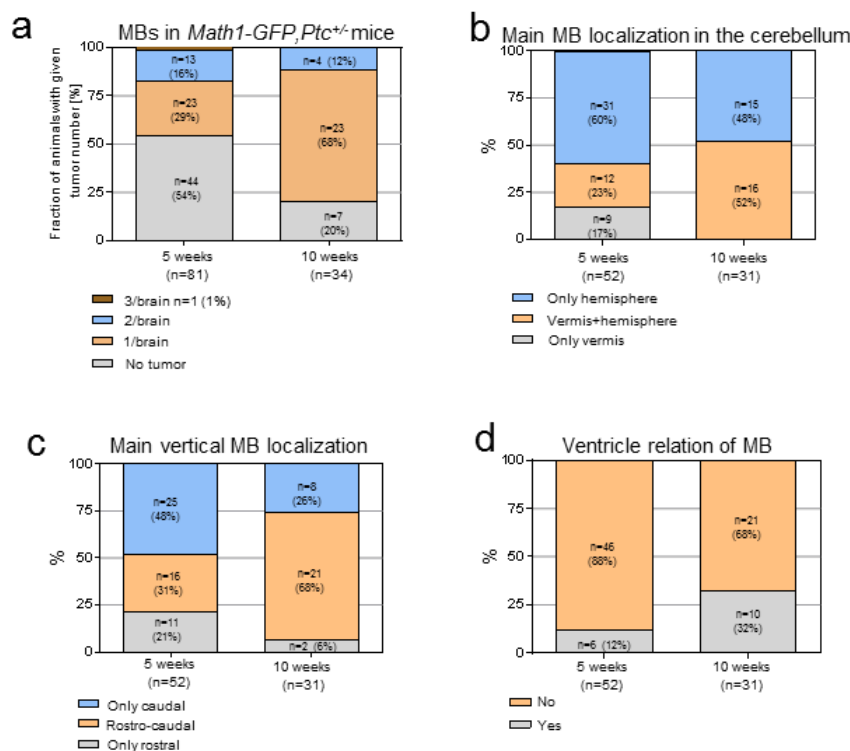 a
MBs in Math1-GFP,Ptc+/- mice
Fraction of animalswith given
tumor number [%]
100
75
50
25
0
n=13
(16%)
n=23
(29%)
n=44
(54%)
n=4 (12%)
n=23
(68%)
n=7
(20%)
5 weeks
(n=81)
10 weeks
(n=34)
3/brain n=1 (1%)
2/brain
1/brain
No tumor
b
Main MB localization in the cerebellum
%
100
75
50
25
0
n=31
(60%)
n=12
(23%)
n=9
(17%)
n=15
(48%)
n=16
(52%)
5 weeks
(n=52)
10 weeks
(n=31)
Only hemisphere
Vermis+hemisphere
Only vermis
c
Main vertical MB localization
%
100
75
50
25
0
n=25
(48%)
n=16
(31%)
n=11
(21%)
n=8
(26%)
n=21
(68%)
n=2 (6%)
5 weeks
(n=52)
10 weeks
(n=31)
Only caudal
Rostro-caudal
Only rostral
d
Ventricle relation of MB
%
100
75
50
25
0
n=46
(88%)
n=6 (12%)
n=21
(68%)
n=10
(32%)
5 weeks
(n=52)
10 weeks
(n=31)
No
Yes